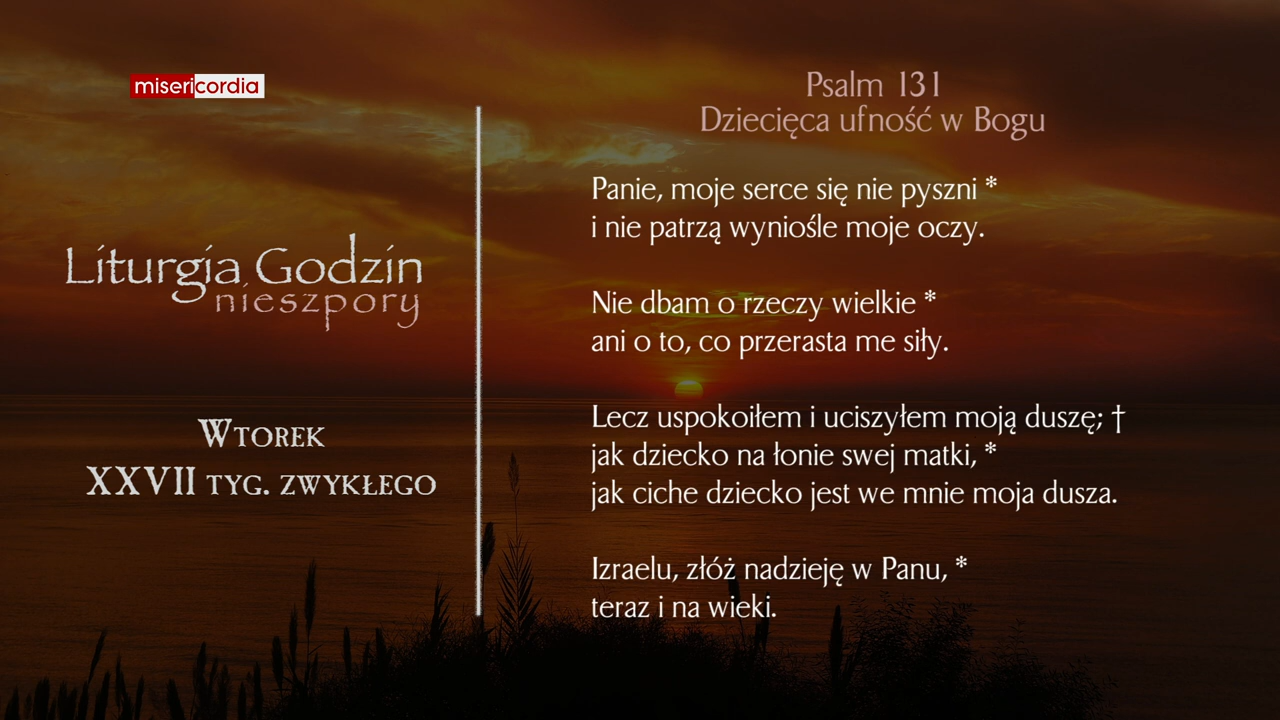 misericordia
Liturgia Godzin
nieszpory
Wtorek
XXVII tyg. zwykłego
Psalm 131
Dziecięca ufność w Bogu
Panie, moje serce się nie pyszni *
i nie patrzą wyniośle moje oczy.
Nie dbam o rzeczy wielkie *
ani o to, co przerasta me siły.
Lecz uspokoiłem i uciszyłem moją duszę; †
jak dziecko na łonie swej matki, *
jak ciche dziecko jest we mnie moja dusza.
Izraelu, złóż nadzieję w Panu, *
teraz i na wieki.